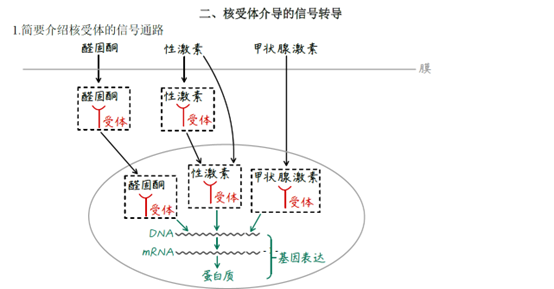 二、核受体介导的信号转导
1.简要介绍核受体的信号通路
醛固酮 性激素 甲状腺激素
膜
醛固酮 性激素
受体 受体
醛固酮 性激素 甲状腺激素
受体 受体 受体
DNA
mRNA 基因表达
蛋白质